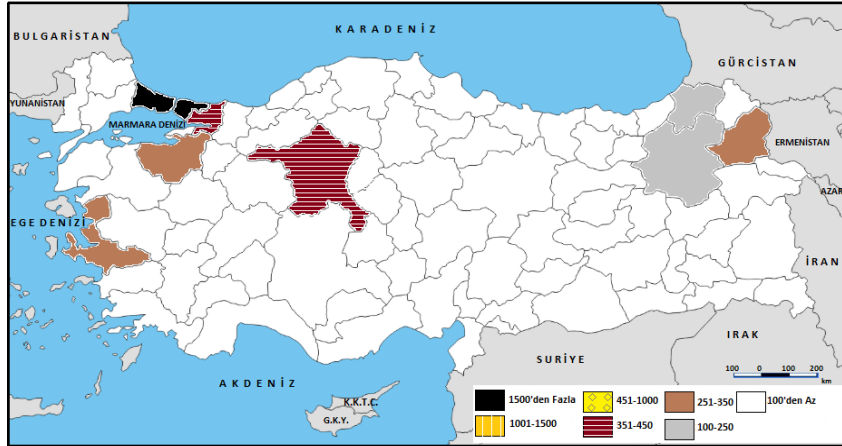 KARADENİZ
BULGARİSTAN
GÜRCİSTAN
YUNANİSTAN
MARMARA DENİZİ
ERMENİSTAN
AZAR
EGE DENİZİ
İRAN
IRAK
SURİYE
AKDENİZ
K.K.T.C.
G.K.Y.
100 0 100 200
km
1500'den Fazla
451-1000
251-350
100'den Az
1001-1500
351-450
100-250